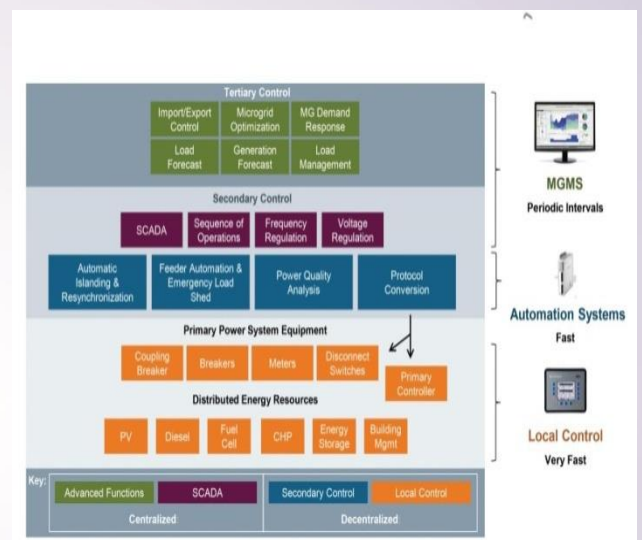 Tertiary Control
Import/Export
Control
Microgrid
Optimization
MG Demand
Response
Load
Forecast
Generation
Forecast
Load
Management
MGMS
Periodic Intervals
Secondary Control
SCADA
Sequence of
Operations
Frequency
Regulation
Voltage
Regulation
Automatic
Islanding &
Resynchronization
Feeder Automation &
Emergency Load
Shed
Power Quality
Analysis
Protocol
Conversion
Automation Systems
Fast
Primary Power System Equipment
Coupling
Breaker
Breakers
Meters
Disconnect
Switches
Primary
Controller
Distributed Energy Resources
PV
Diesel
Fuel
Cell
CHP
Energy
Storage
Building
Mgmt
Local Control
Very Fast
Key:
Advanced Functions
SCADA
Secondary Control
Local Control
Centralized
Decentralized